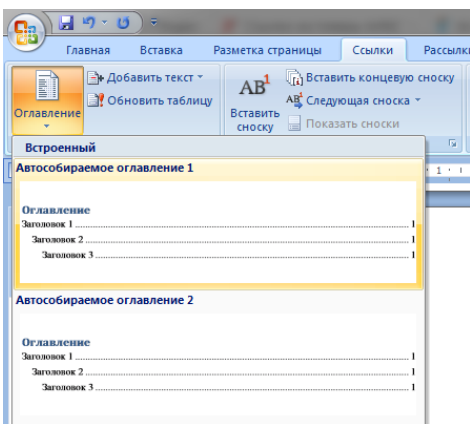 Главная Вставка Разметка страницы Ссылки Рассылк
Оглавление
Добавить текст
Обновить таблицу
AB1
Вставить сноску
Вставить концевую сноску
AB1 Следующая сноска
Показать сноски
Встроенный
Автособираемое оглавление 1
Оглавление
Заголовок 1 1
Заголовок 2 1
Заголовок 3 1
Автособираемое оглавление 2
Оглавление
Заголовок 1 1
Заголовок 2 1
Заголовок 3 1
1